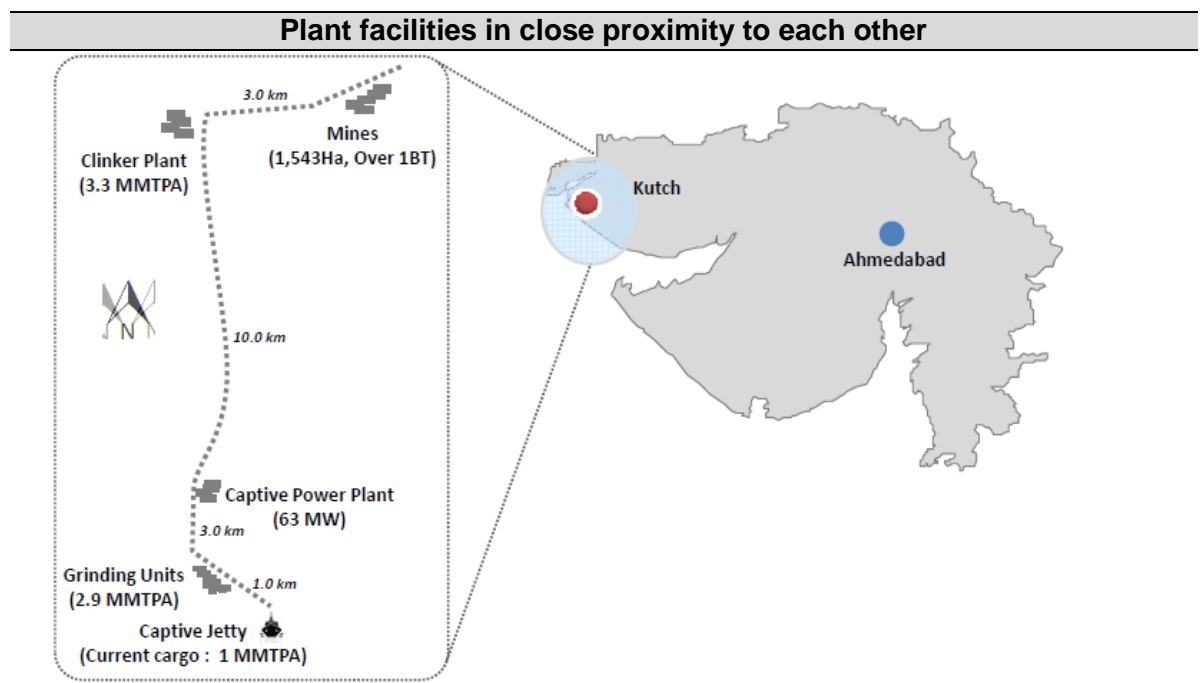 Plant facilities in close proximity to each other
3.0 km
Mines
(1,543Ha, Over 1BT)
Clinker Plant
(3.3 MMTPA)
Kutch
Ahmedabad
10.0 km
Captive Power Plant
(63 MW)
3.0 km
Grinding Units
(2.9 MMTPA)
1.0 km
Captive Jetty
(Current cargo : 1 MMTPA)
N